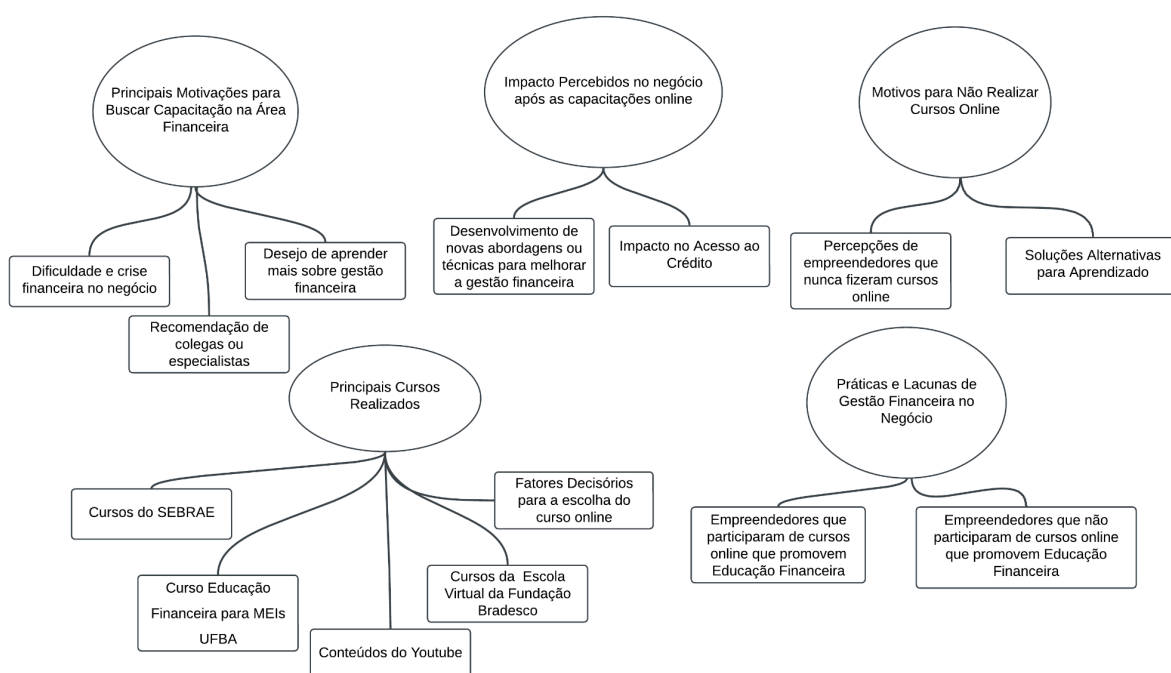 Principais Motivações para
Buscar Capacitação na Área
Financeira
Dificuldade e crise
financeira no negócio
Recomendação de
colegas ou
especialistas
Desejo de aprender
mais sobre gestão
financeira
Impacto Percebidos no negócio
após as capacitações online
Desenvolvimento de
novas abordagens ou
técnicas para melhorar
a gestão financeira
Impacto no Acesso ao
Crédito
Motivos para Não Realizar
Cursos Online
Percepções de
empreendedores que
nunca fizeram cursos
online
Soluções Alternativas
para Aprendizado
Principais Cursos
Realizados
Cursos do SEBRAE
Curso Educação
Financeira para MEIs
UFBA
Conteúdos do Youtube
Cursos da Escola
Virtual da Fundação
Bradesco
Fatores Decisórios
para a escolha do
curso online
Práticas e Lacunas de
Gestão Financeira no
Negócio
Empreendedores que
participaram de cursos
online que promovem
Educação Financeira
Empreendedores que não
participaram de cursos online
que promovem Educação
Financeira